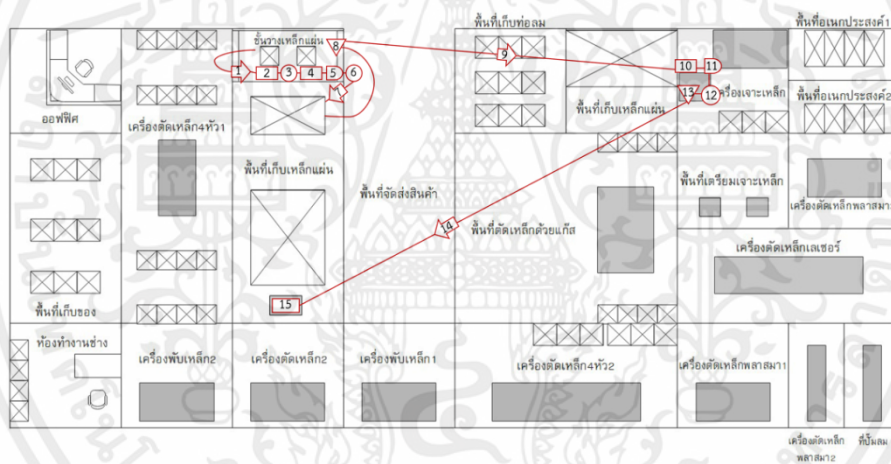 พื้นที่เก็บท่อลม
พื้นที่อเนกประสงค์1
ชั้นวางเหล็กแผ่น
8
9
1
2
3
4
5
6
7
10
11
13
12
เครื่องเจาะเหล็ก
พื้นที่อเนกประสงค์2
ออฟฟิศ
เครื่องตัดเหล็ก4หัว1
พื้นที่เก็บเหล็กแผ่น
พื้นที่เก็บเหล็กแผ่น
พื้นที่จัดส่งสินค้า
พื้นที่เตรียมเจาะเหล็ก
เครื่องตัดเหล็กพลาสมา
14
พื้นที่ตัดเหล็กด้วยแก๊ส
เครื่องตัดเหล็กเลเซอร์
15
พื้นที่เก็บของ
ห้องทำงานช่าง
เครื่องพับเหล็ก2
เครื่องตัดเหล็ก2
เครื่องพับเหล็ก1
เครื่องตัดเหล็ก4หัว2
เครื่องตัดเหล็กพลาสมา1
เครื่องตัดเหล็ก
พลาสมา2
ที่ปั๊มลม